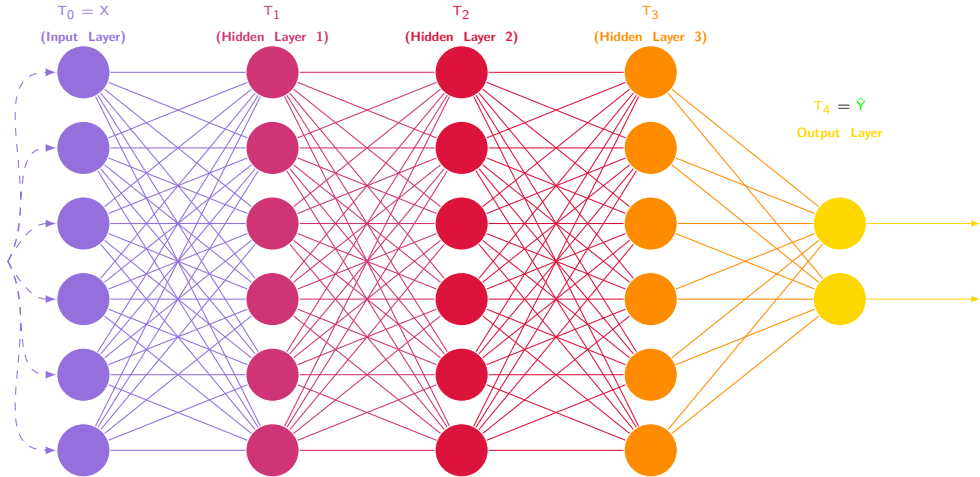 T₀ = X
(Input Layer)
T₁
(Hidden Layer 1)
T₂
(Hidden Layer 2)
T₃
(Hidden Layer 3)
T₄ = Ŷ
Output Layer